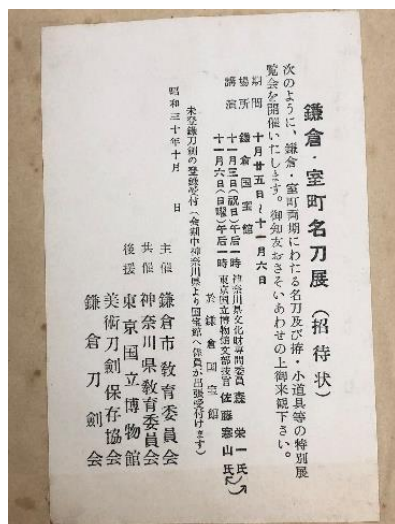 鎌倉・室町名刀展(招待状)
次のように、鎌倉・室町両期にわたる名刀及び拵・小道具等の特別展
覧会を開催いたします。御知友おさそいあわせの上御来観下さい。
期間 十月廿五日〜十一月六日
場所 鎌倉国宝館
講演 十一月三日(祝日)午后一時 神奈川県文化財専門委員 森栄一氏
十一月六日(日曜)午后一時 東京国立博物館文部技官 佐藤寒山氏
於鎌倉国宝館
未登録刀剣の登録受付(会期中神奈川県より国宝館へ係員が出張受付けます)
昭和三十年十月 日
主催 鎌倉市教育委員会
共催 神奈川県教育委員会
後援 東京国立博物館
美術刀剣保存協会
鎌倉刀剣会